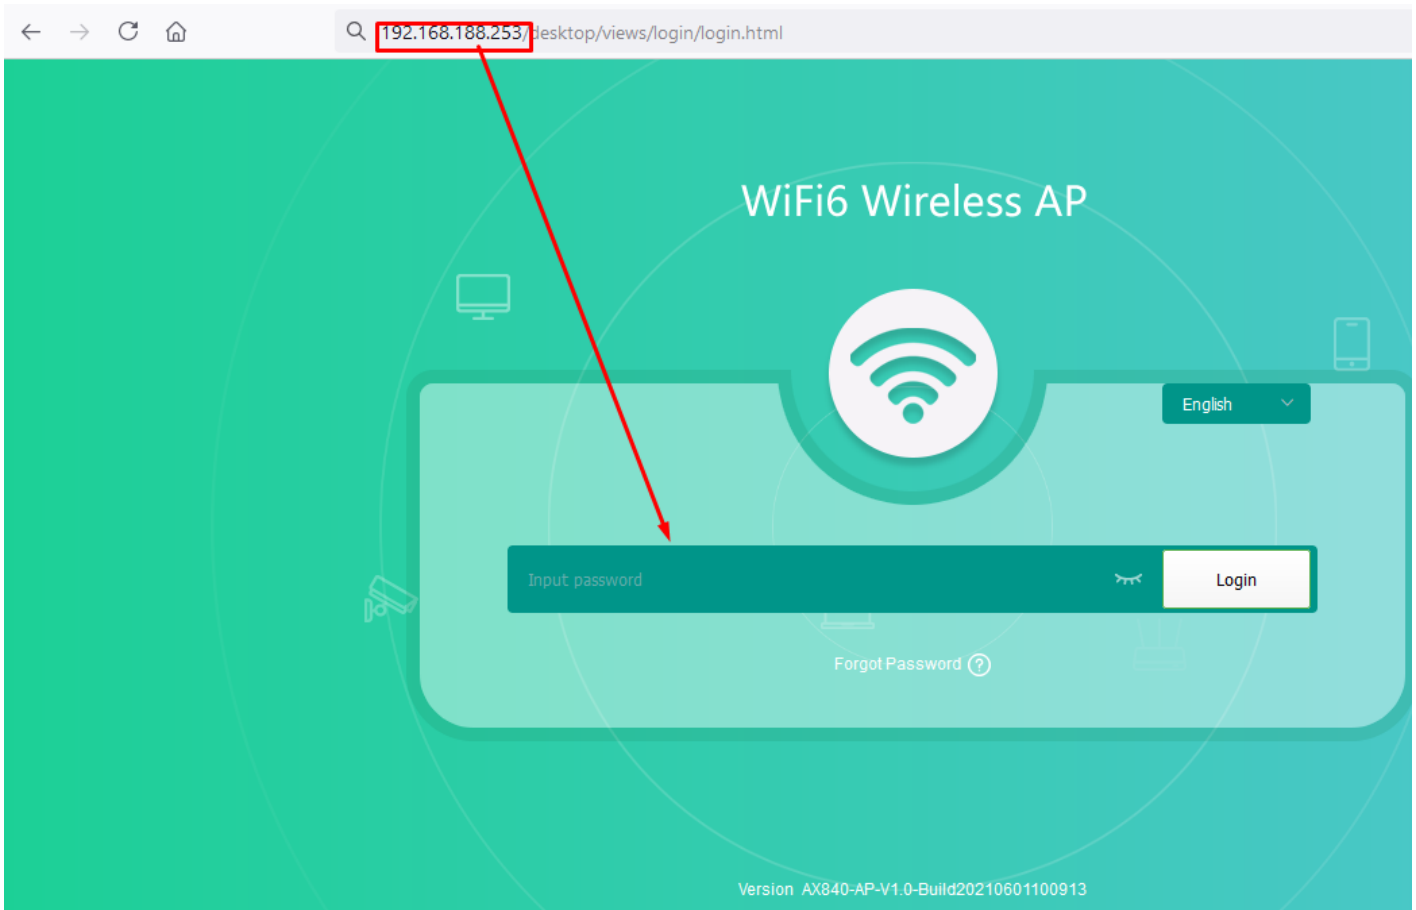 192.168.188.253/desktop/views/login/login.html
WiFi6 Wireless AP
English
Input password
Login
Forgot Password ?
Version AX840-AP-V1.0-Build20210601100913